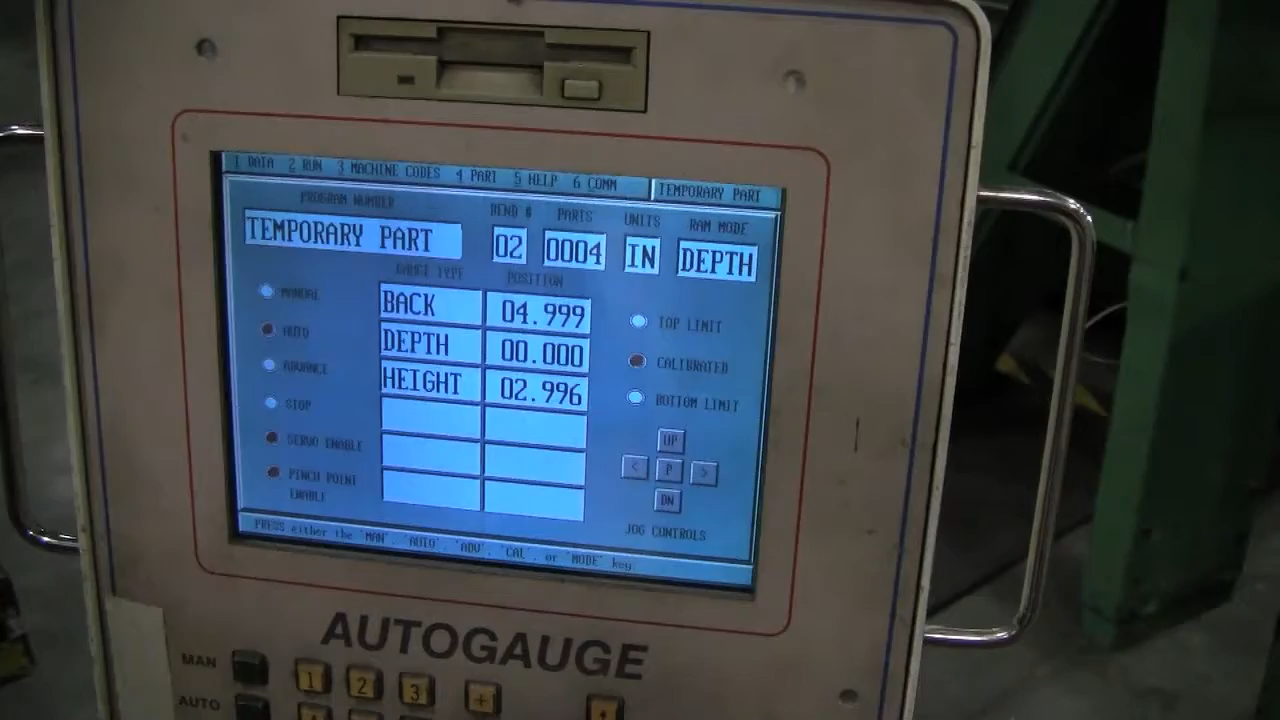 1 DATA 2 RUN 3 MACHINE CODES 4 PART 5 HELP 6 COMM TEMPORARY PART
PROGRAM NUMBER BEND # PARTS UNITS RAM MODE
TEMPORARY PART 02 0004 IN DEPTH
GAUGE TYPE POSITION
MANUAL BACK 04.999 TOP LIMIT
AUTO DEPTH 00.000 CALIBRATED
ADVANCE HEIGHT 02.996 BOTTOM LIMIT
STOP UP
SERVO ENABLE < P >
PINCH POINT ENABLE DN
JOG CONTROLS
PRESS either the 'MAN', 'AUTO', 'ADV', 'CAL', or 'MODE' key
AUTOGAUGE
MAN 1 2 3 +
AUTO